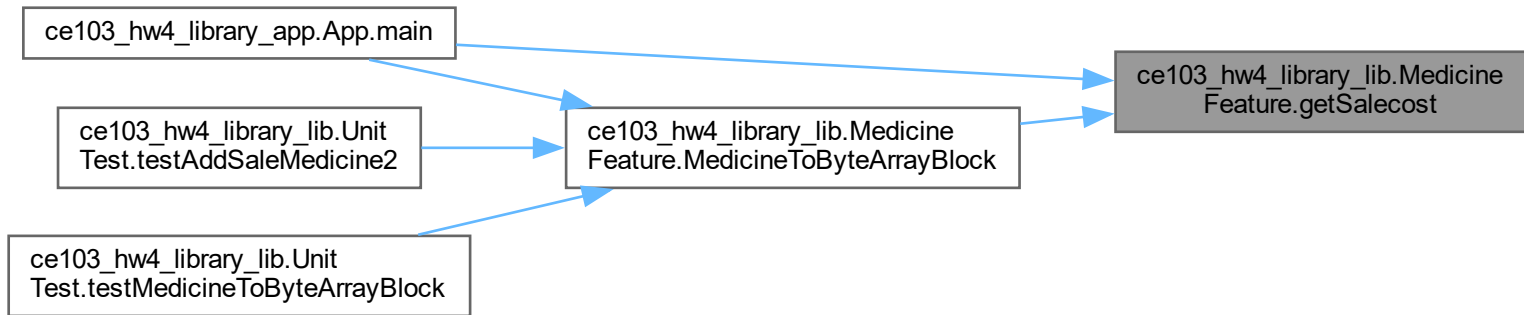 ce103_hw4_library_app.App.main
ce103_hw4_library_lib.Medicine
Feature.getSalecost
ce103_hw4_library_lib.Unit
Test.testAddSaleMedicine2
ce103_hw4_library_lib.Medicine
Feature.MedicineToByteArrayBlock
ce103_hw4_library_lib.Unit
Test.testMedicineToByteArrayBlock